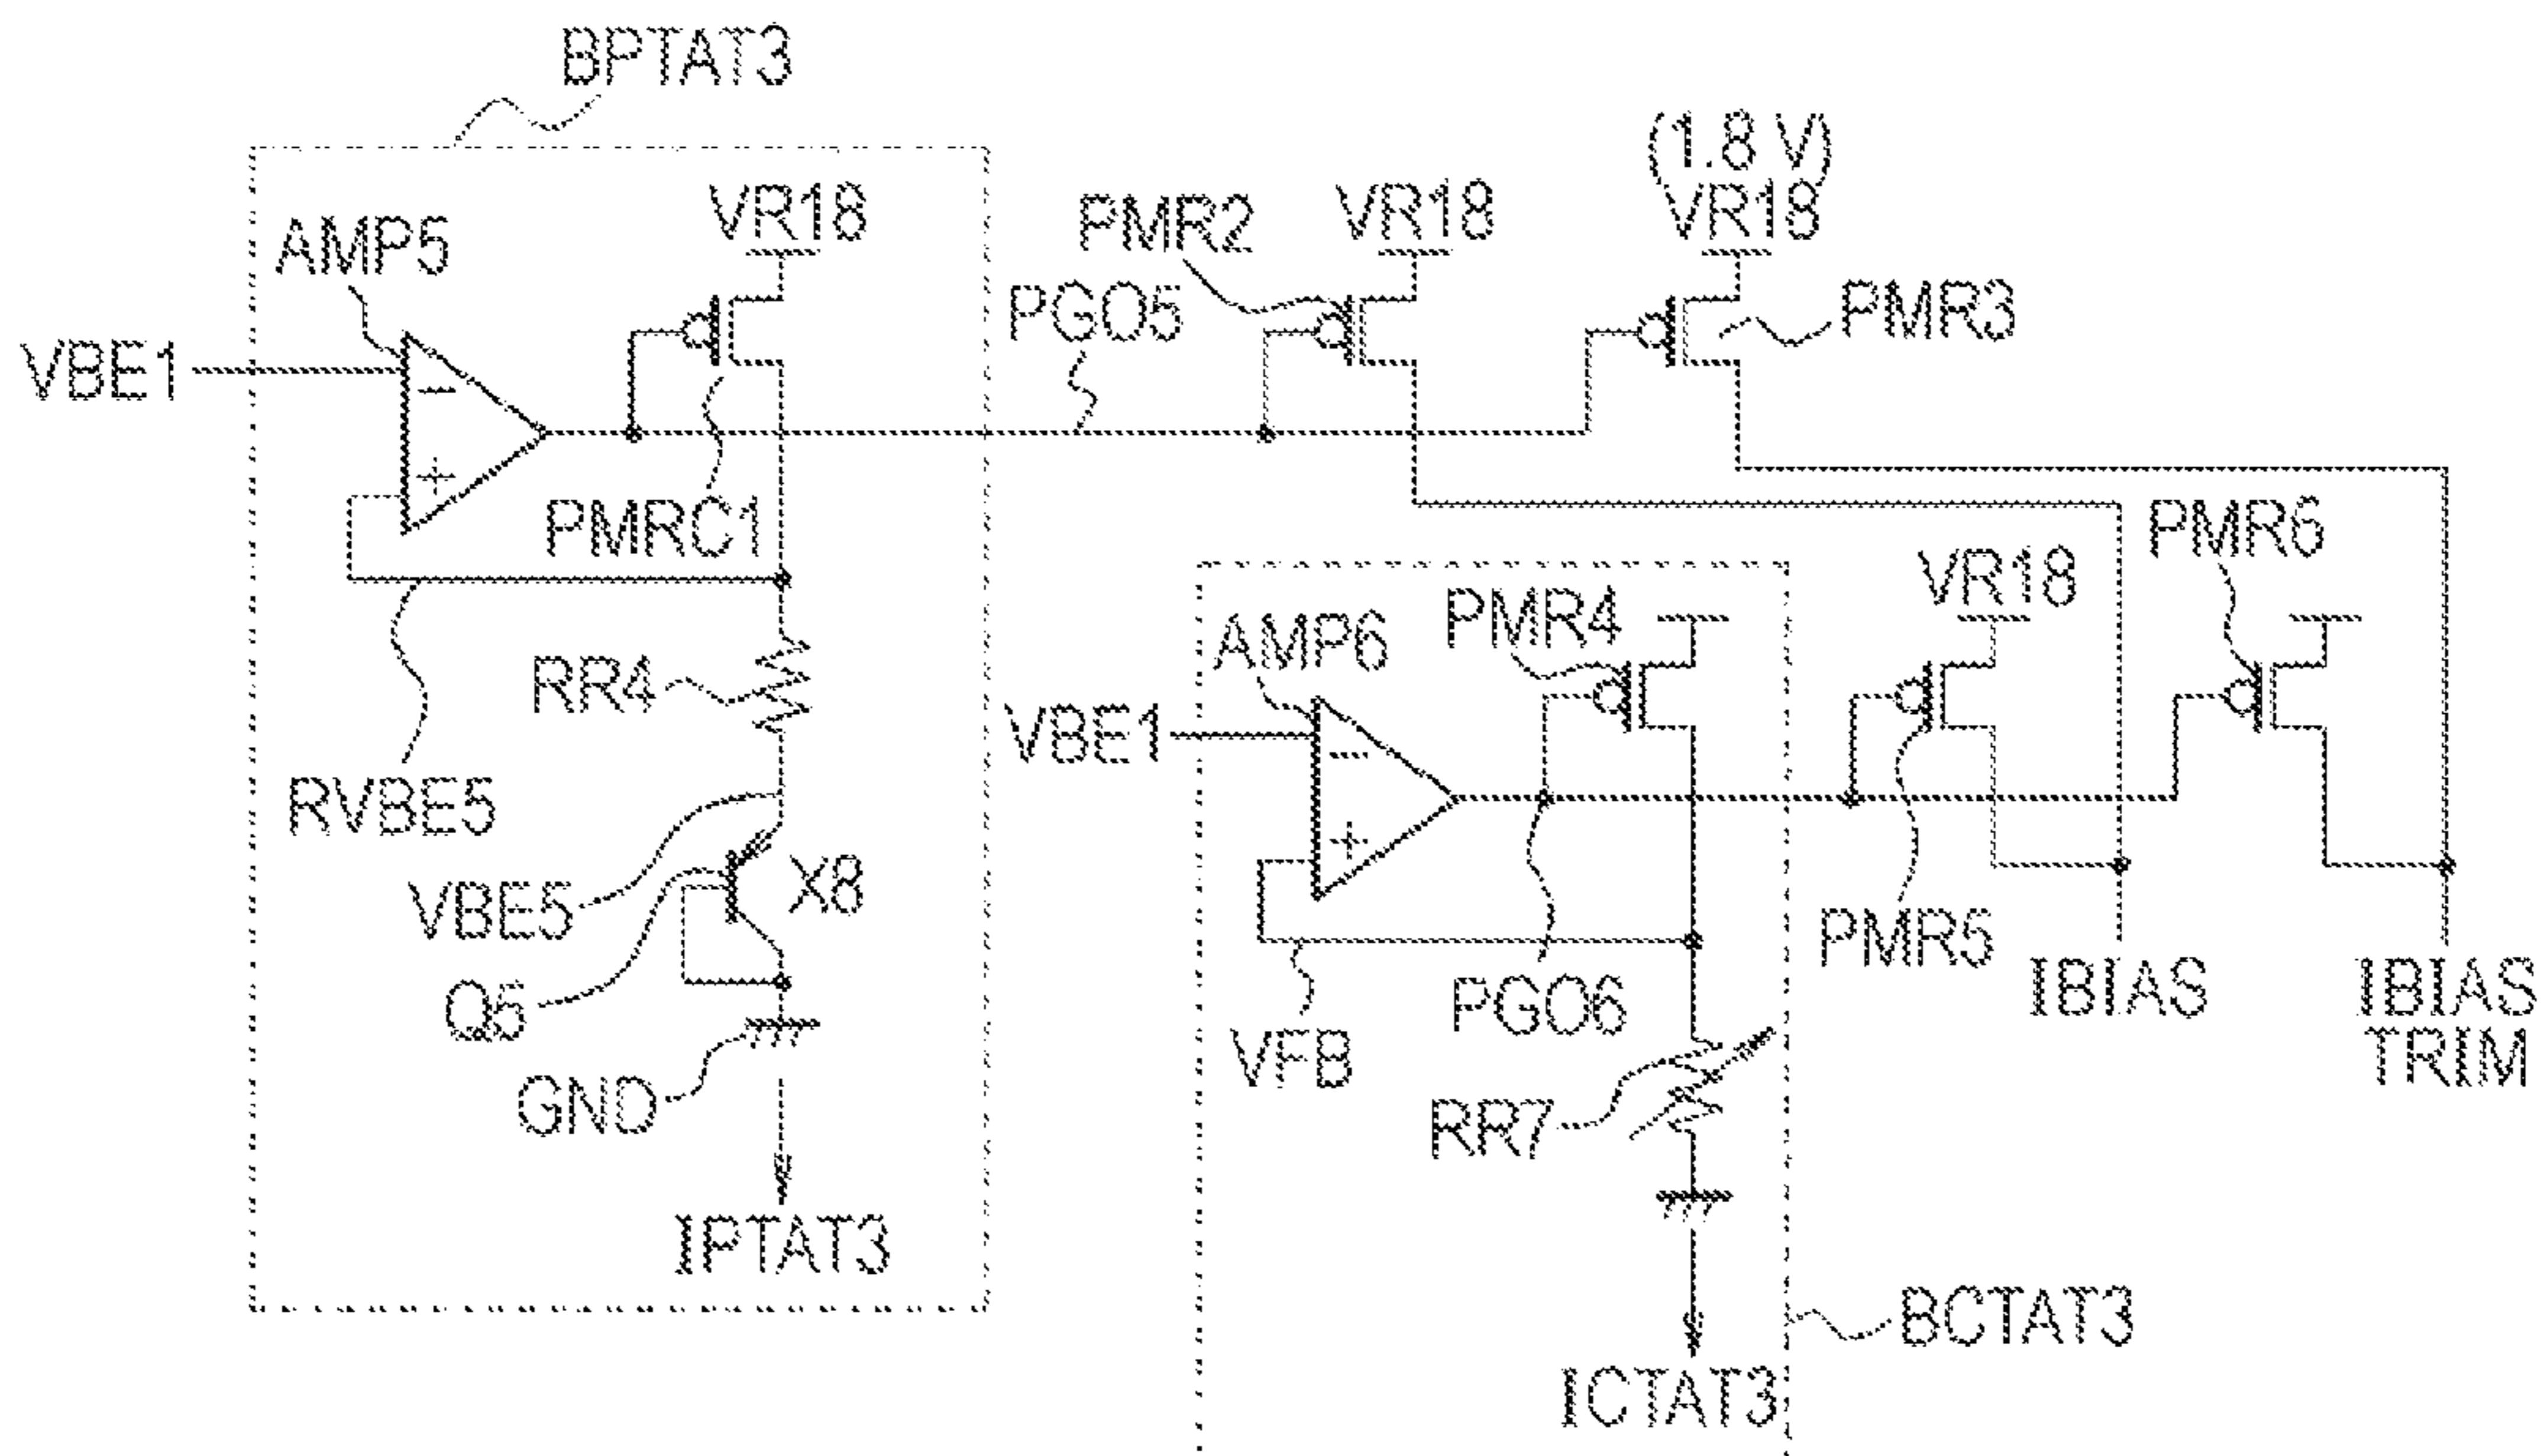 BPTAT3
(1.8 V)
VR18
PMR2
VR18
VR18
AMP5
PGO5
PMR3
VBE1
−
+
PMRC1
PMR6
VR18
PMR4
AMP6
RR4
VBE1
−
RVBE5
+
X8
VBE5
PMR5
Q5
PGO6
IBIAS
IBIAS
TRIM
VFB
GND
RR7
IPTAT3
BCTAT3
ICTAT3